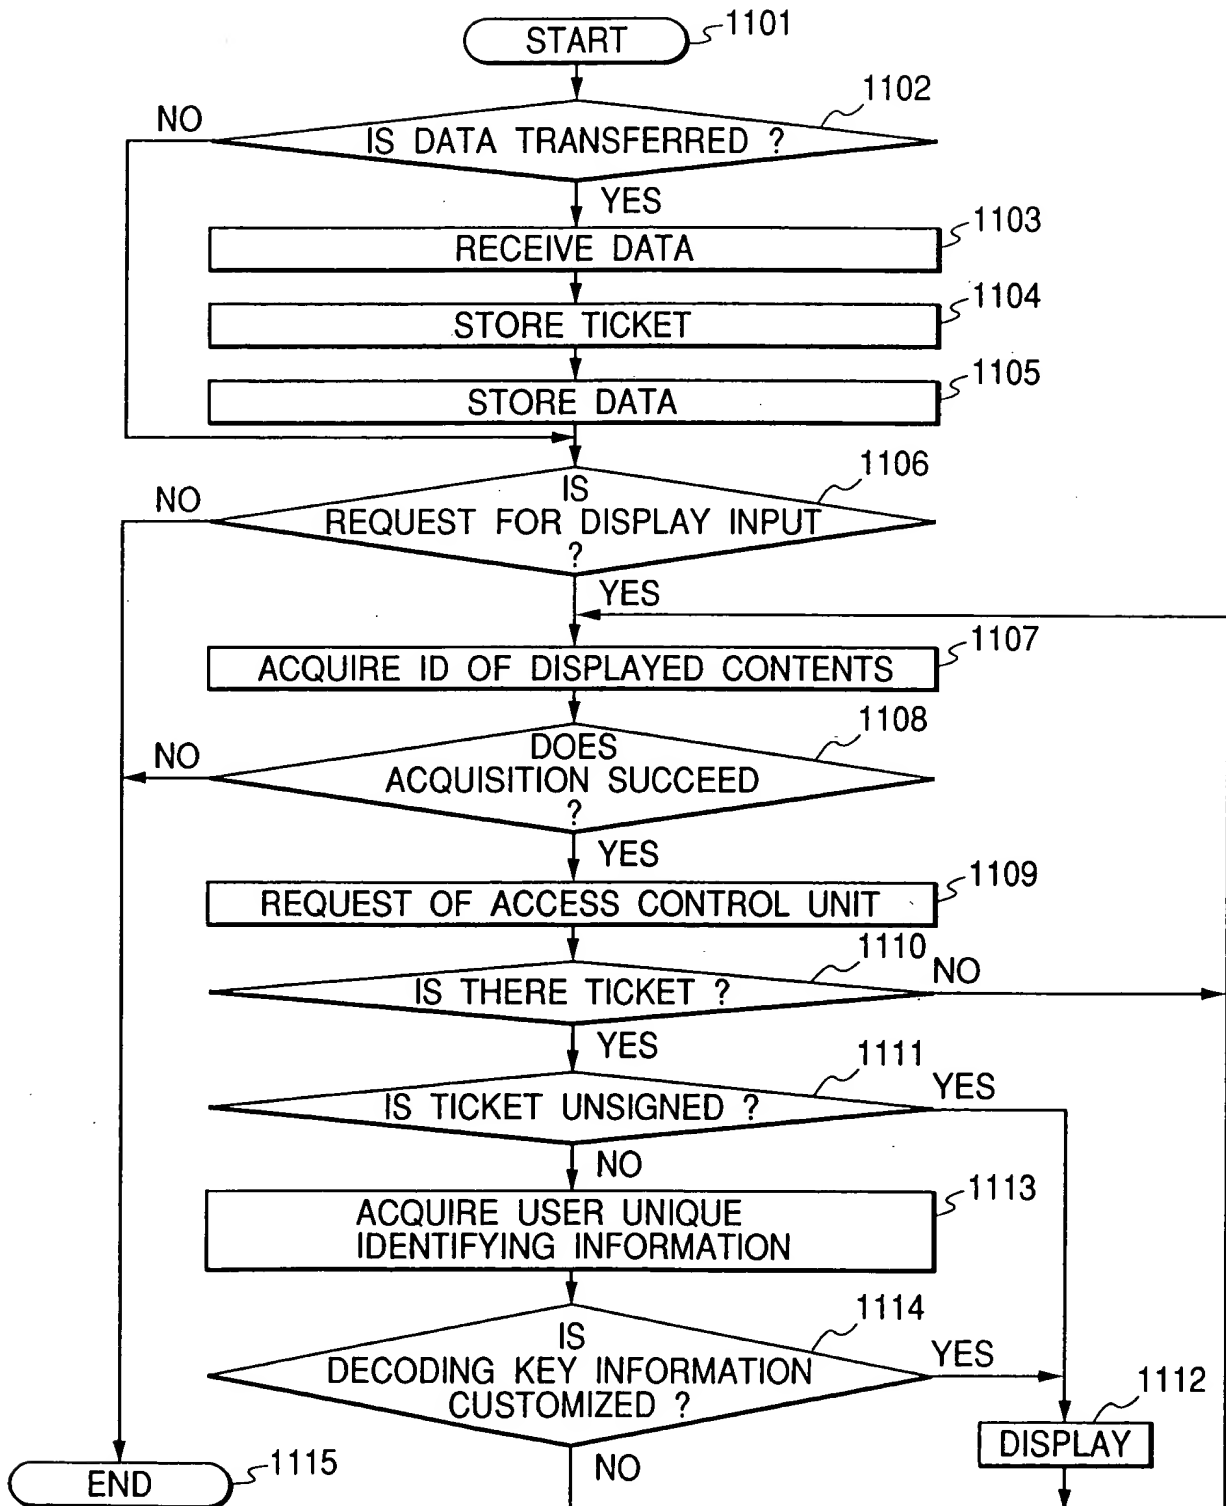 START
1101
1102
NO
IS DATA TRANSFERRED ?
YES
1103
RECEIVE DATA
1104
STORE TICKET
1105
STORE DATA
1106
NO
IS
REQUEST FOR DISPLAY INPUT
?
YES
1107
ACQUIRE ID OF DISPLAYED CONTENTS
1108
NO
DOES
ACQUISITION SUCCEED
?
YES
1109
REQUEST OF ACCESS CONTROL UNIT
1110
NO
IS THERE TICKET ?
YES
1111
YES
IS TICKET UNSIGNED ?
NO
1113
ACQUIRE USER UNIQUE
IDENTIFYING INFORMATION
1114
IS
DECODING KEY INFORMATION
CUSTOMIZED ?
YES
1112
DISPLAY
NO
END
1115